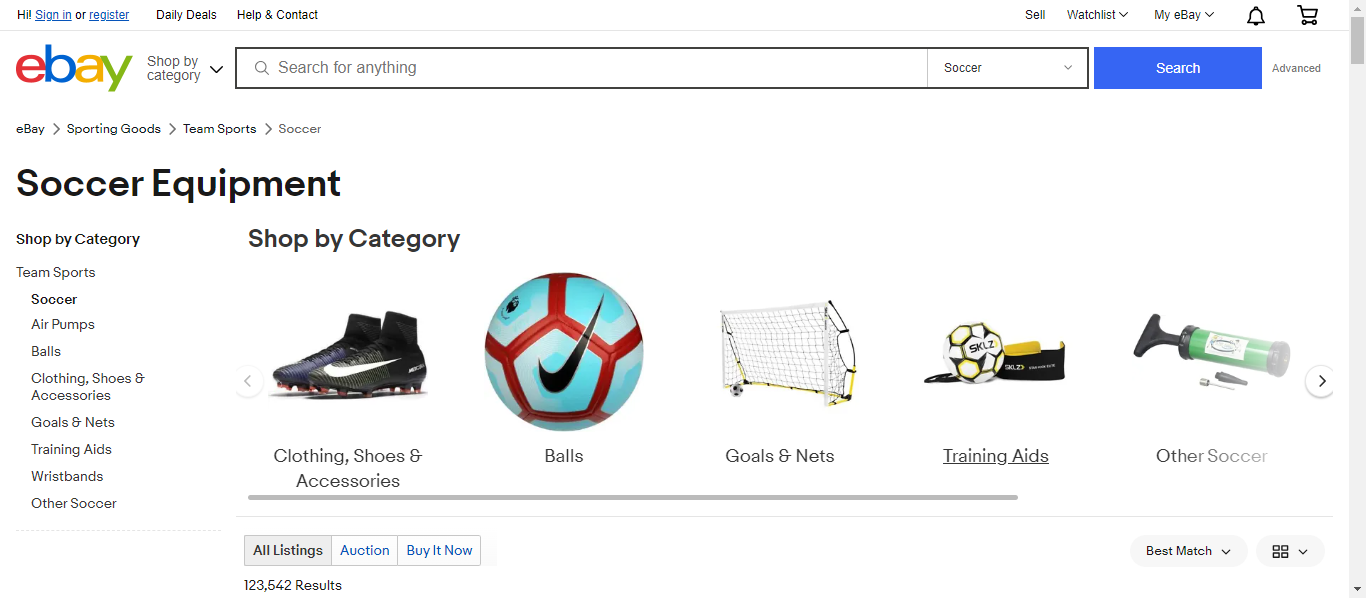 Hi! Sign in or register
Daily Deals
Help & Contact
Sell
Watchlist
My eBay
ebay
Shop by
category
Search for anything
Soccer
Search
Advanced
eBay
Sporting Goods
Team Sports
Soccer
Soccer Equipment
Shop by Category
Team Sports
Soccer
Air Pumps
Balls
Clothing, Shoes &
Accessories
Goals & Nets
Training Aids
Wristbands
Other Soccer
Shop by Category
SKLZ
SKLZ
Clothing, Shoes &
Accessories
Balls
Goals & Nets
Training Aids
Other Soccer
All Listings
Auction
Buy It Now
Best Match
123,542 Results